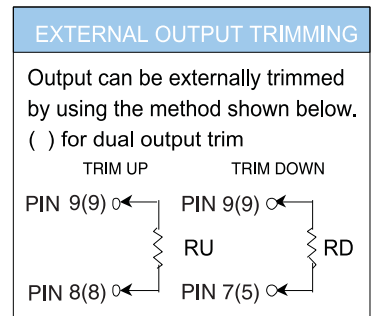 EXTERNAL OUTPUT TRIMMING
Output can be externally trimmed
by using the method shown below.
( ) for dual output trim
TRIM UP TRIM DOWN
PIN 9(9) PIN 9(9)
RU RD
PIN 8(8) PIN 7(5)